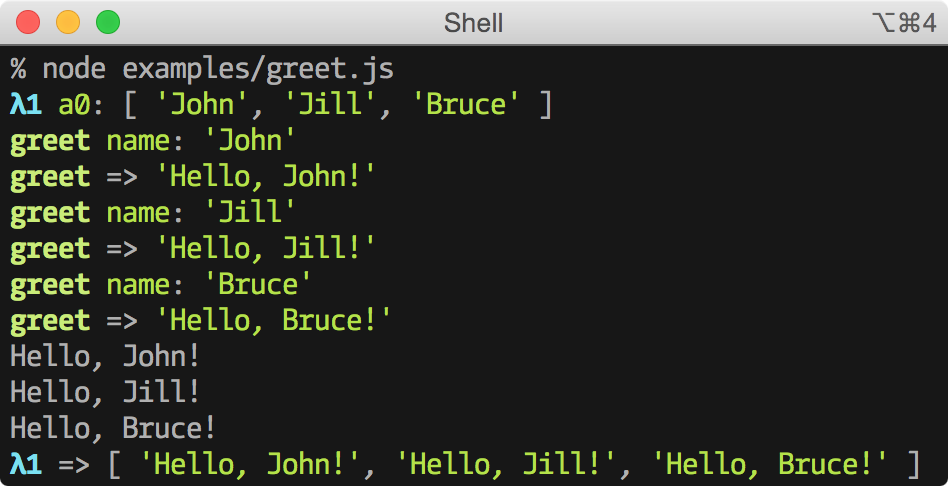 Shell
⌥⌘4
% node examples/greet.js
λ1 a0: [ 'John', 'Jill', 'Bruce' ]
greet name: 'John'
greet => 'Hello, John!'
greet name: 'Jill'
greet => 'Hello, Jill!'
greet name: 'Bruce'
greet => 'Hello, Bruce!'
Hello, John!
Hello, Jill!
Hello, Bruce!
λ1 => [ 'Hello, John!', 'Hello, Jill!', 'Hello, Bruce!' ]